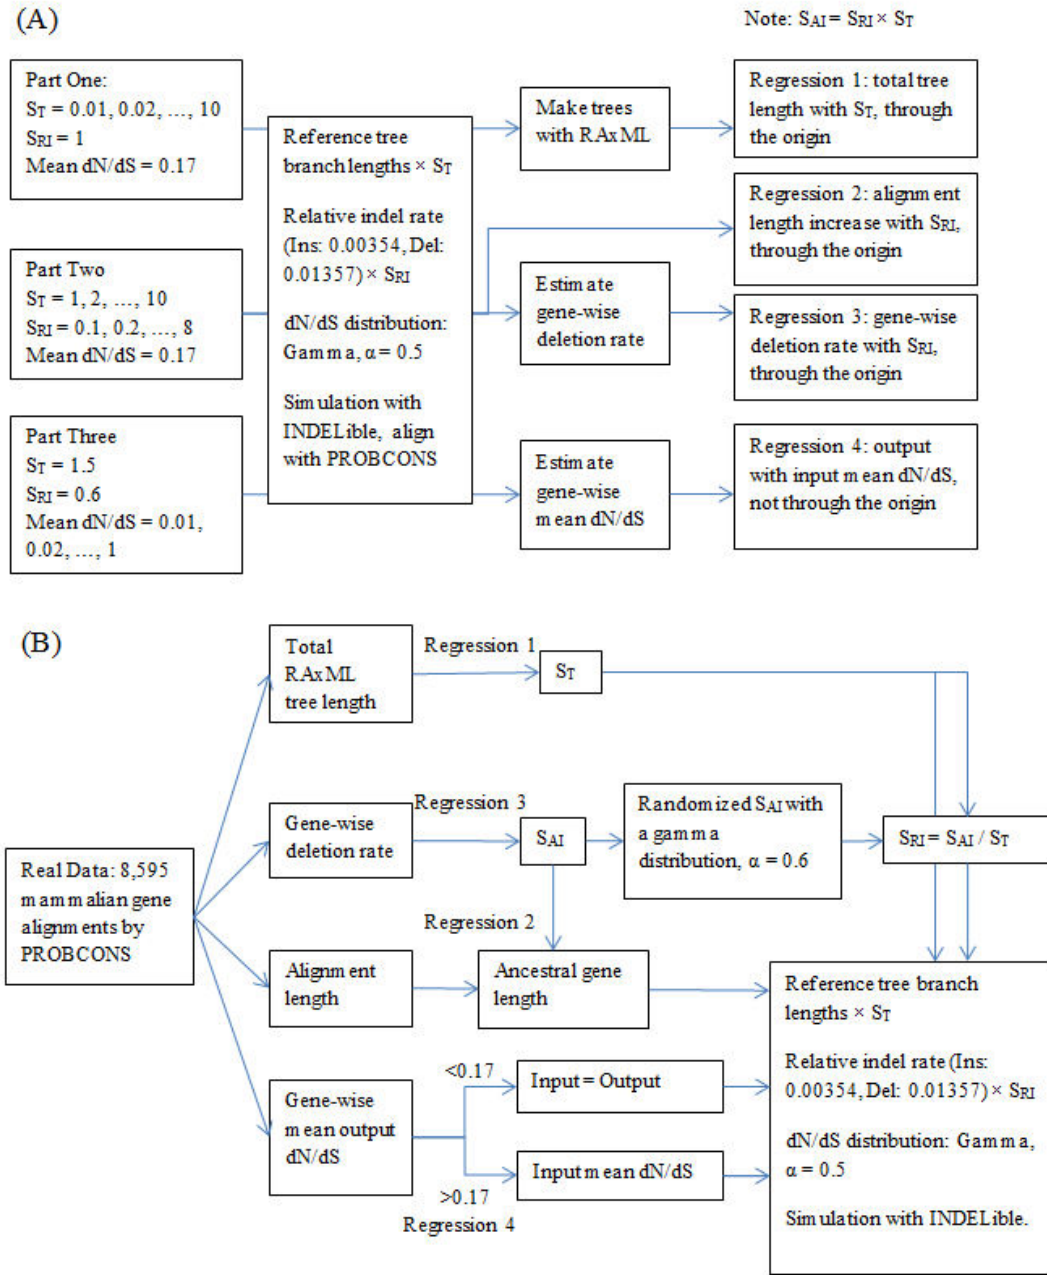 (A)
Note: SAI = SRI × ST
Part One:
ST = 0.01, 0.02, …, 10
SRI = 1
Mean dN/dS = 0.17
Part Two
ST = 1, 2, …, 10
SRI = 0.1, 0.2, …, 8
Mean dN/dS = 0.17
Part Three
ST = 1.5
SRI = 0.6
Mean dN/dS = 0.01,
0.02, …, 1
Reference tree
branch lengths × ST
Relative indel rate
(Ins: 0.00354, Del:
0.01357) × SRI
dN/dS distribution:
Gamma, α = 0.5
Simulation with
INDELible, align
with PROBCONS
Make trees
with RAxML
Estimate
gene-wise
deletion rate
Estimate
gene-wise
mean dN/dS
Regression 1: total tree
length with ST, through
the origin
Regression 2: alignment
length increase with SRI,
through the origin
Regression 3: gene-wise
deletion rate with SRI,
through the origin
Regression 4: output
with input mean dN/dS,
not through the origin
(B)
Real Data: 8,595
mammalian gene
alignments by
PROBCONS
Total
RAxML
tree length
Regression 1
ST
Gene-wise
deletion rate
Regression 3
SAI
Randomized SAI with
a gamma
distribution, α = 0.6
SRI = SAI / ST
Regression 2
Alignment
length
Ancestral gene
length
Gene-wise
mean output
dN/dS
<0.17
Input = Output
>0.17
Regression 4
Input mean dN/dS
Reference tree branch
lengths × ST
Relative indel rate (Ins:
0.00354, Del: 0.01357) × SRI
dN/dS distribution: Gamma,
α = 0.5
Simulation with INDELible.